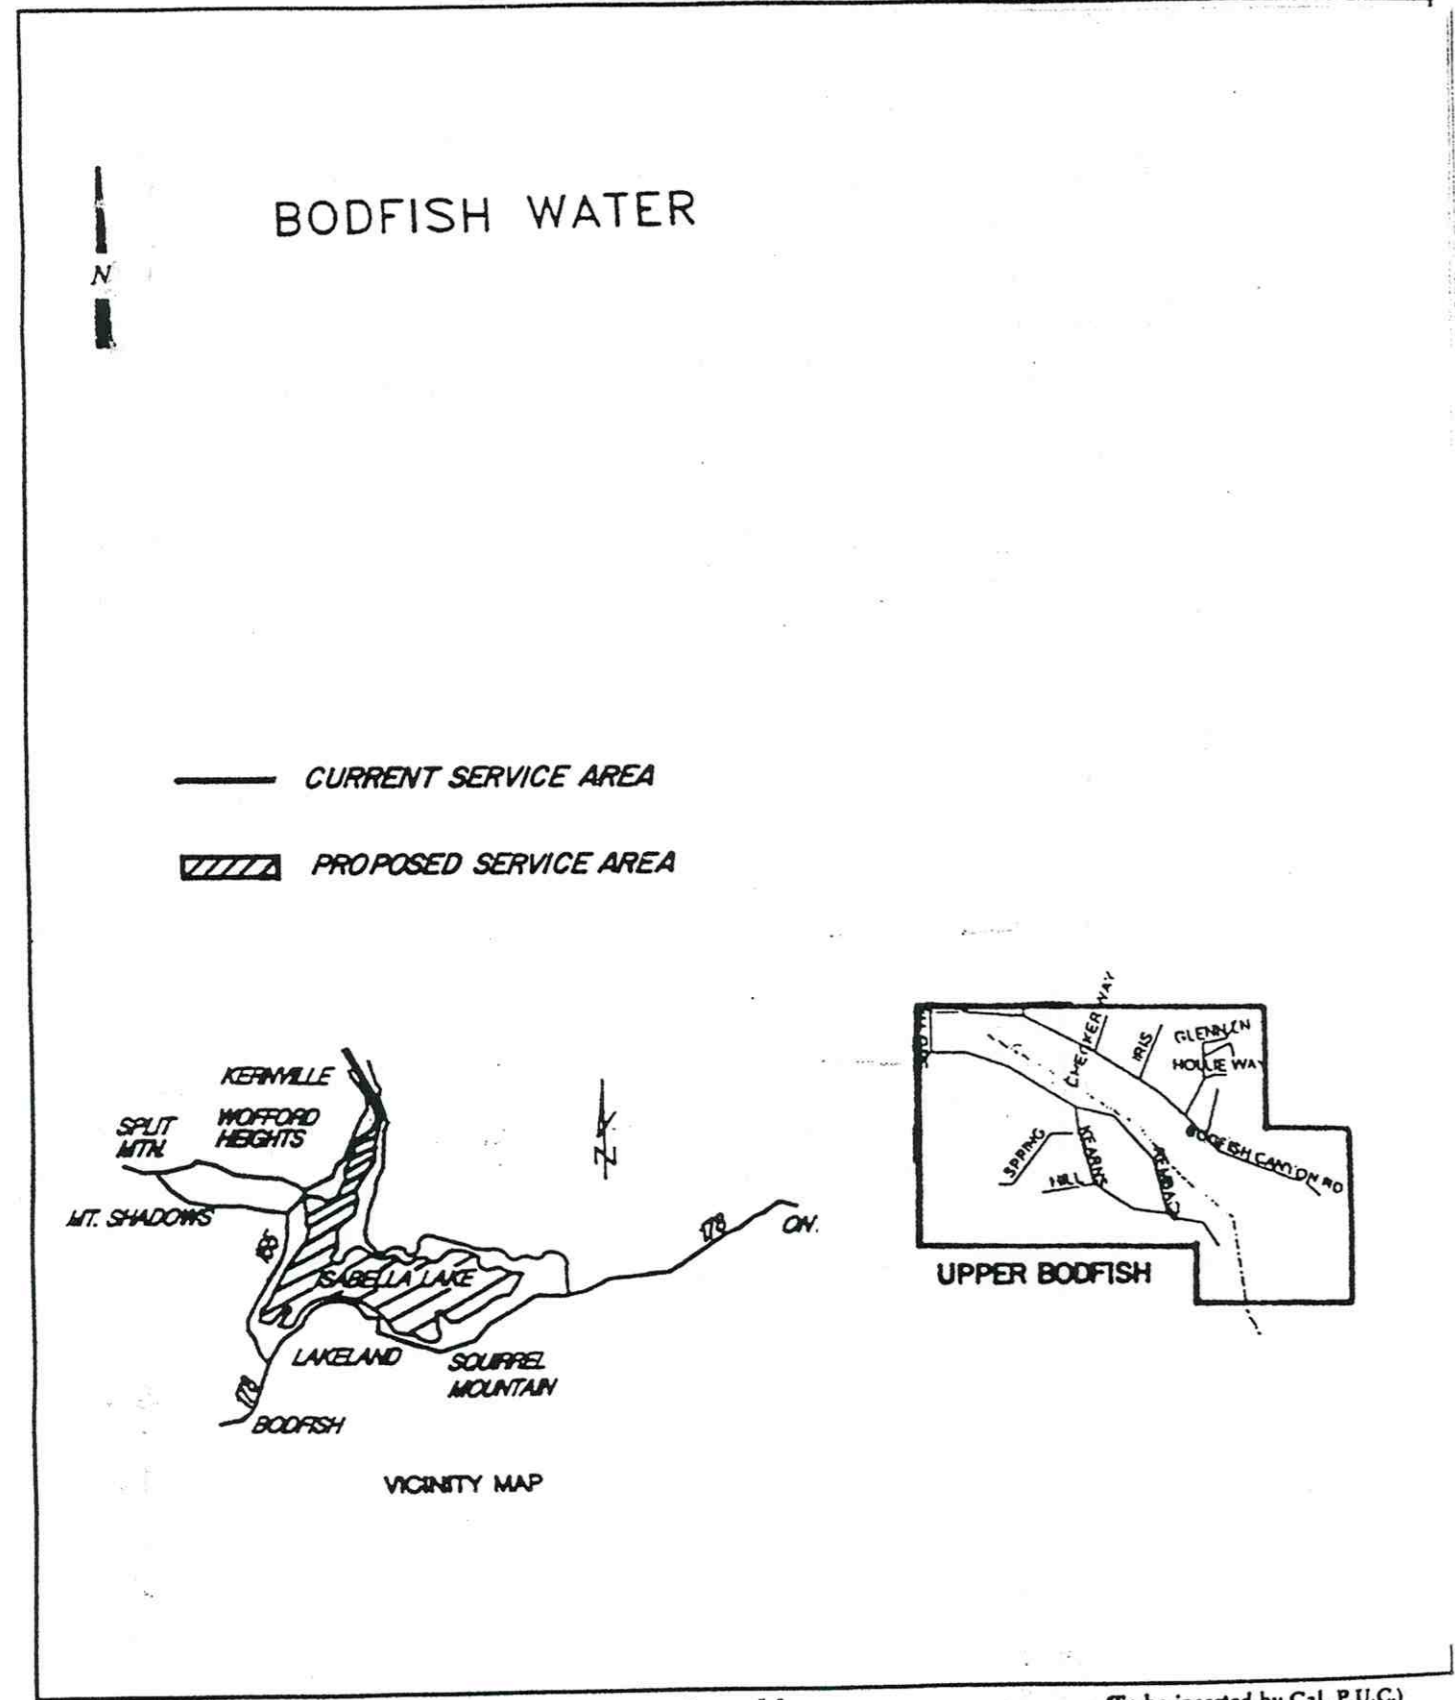 BODFISH WATER
N
CURRENT SERVICE AREA
PROPOSED SERVICE AREA
KERNVILLE
WOFFORD
HEIGHTS
SPLIT
MTN.
MT. SHADOWS
155
ISABELLA LAKE
LAKELAND
SQUIRREL
MOUNTAIN
178
BODFISH
178
ON.
N
VICINITY MAP
CHECKER WAY
IRIS
GLENN LN
HOLLIE WAY
BODFISH CANYON RD
SPRING
HILL
KEARNS
UPPER BODFISH
(To be inserted by Cal. P.U.C.)